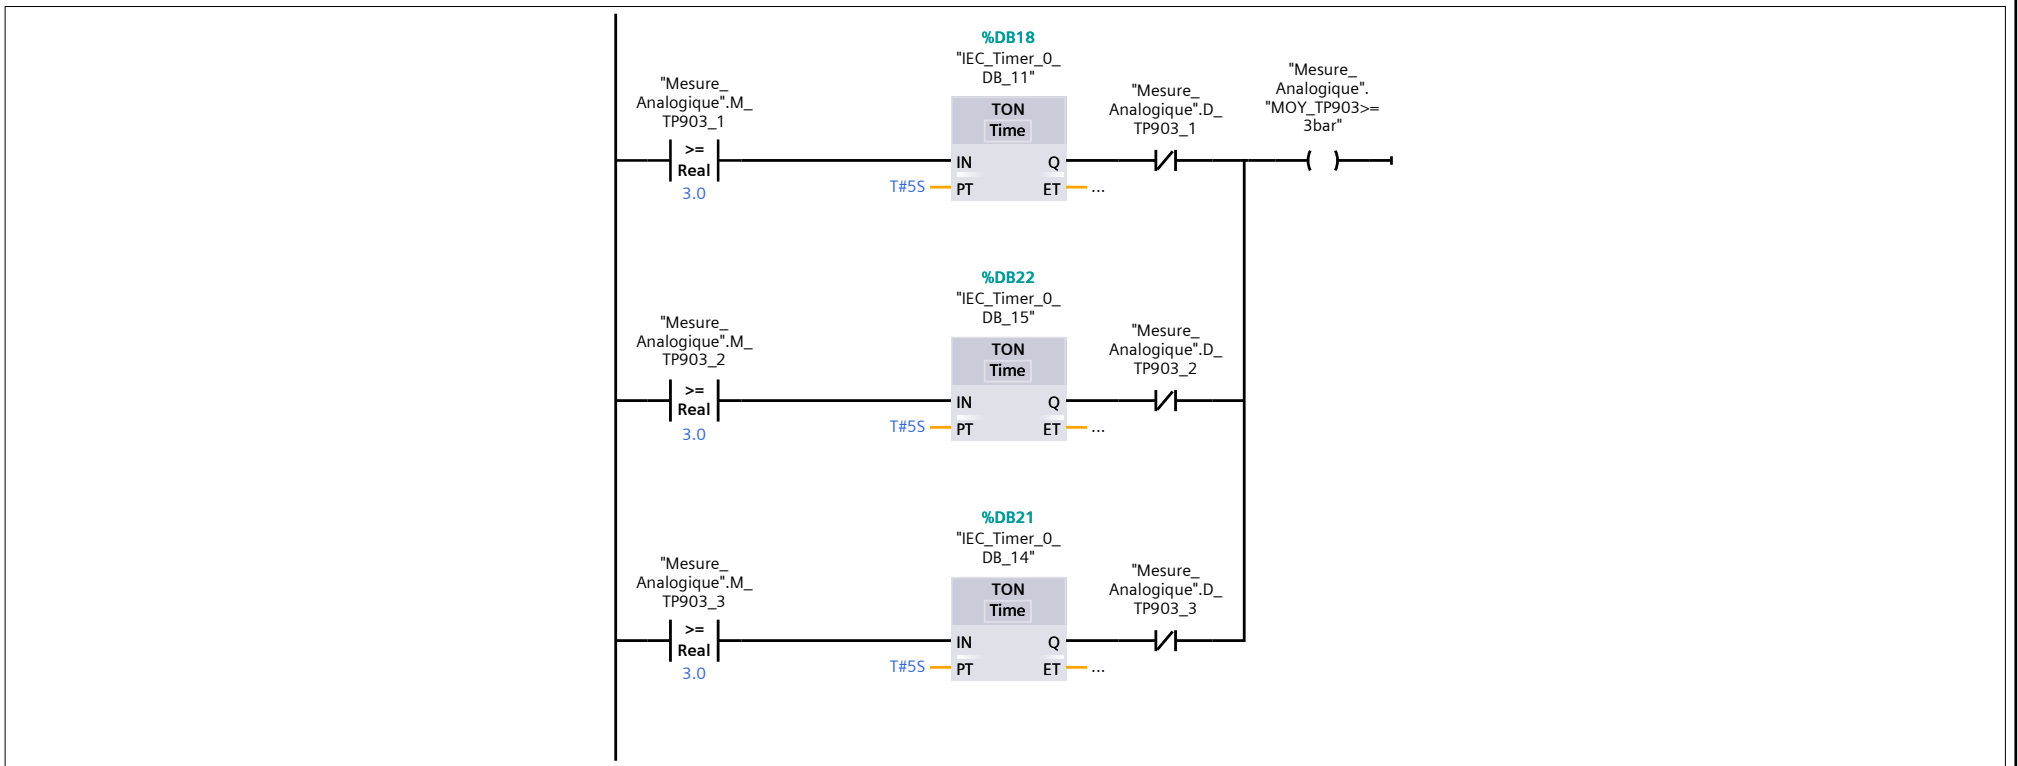 %DB18
"IEC_Timer_0_
DB_11"
"Mesure_
Analogique".M_
TP903_1
>=
Real
3.0
TON
Time
IN
Q
T#5S
PT
ET
...
"Mesure_
Analogique".D_
TP903_1
"Mesure_
Analogique".
"MOY_TP903>=
3bar"
%DB22
"IEC_Timer_0_
DB_15"
"Mesure_
Analogique".M_
TP903_2
>=
Real
3.0
TON
Time
IN
Q
T#5S
PT
ET
...
"Mesure_
Analogique".D_
TP903_2
%DB21
"IEC_Timer_0_
DB_14"
"Mesure_
Analogique".M_
TP903_3
>=
Real
3.0
TON
Time
IN
Q
T#5S
PT
ET
...
"Mesure_
Analogique".D_
TP903_3